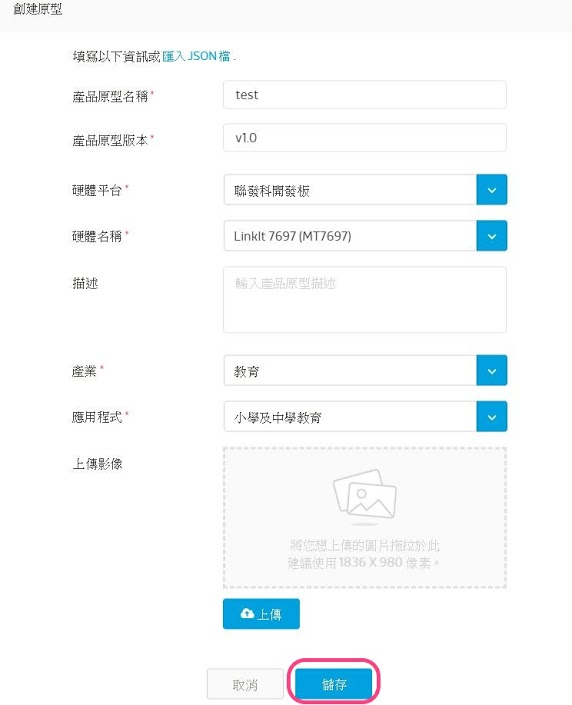 創建原型
填寫以下資訊或匯入 JSON 檔 .
產品原型名稱* test
產品原型版本* v1.0
硬體平台* 聯發科開發板
硬體名稱* LinkIt 7697 (MT7697)
描述 輸入產品原型描述
產業* 教育
應用程式* 小學及中學教育
上傳影像
將您想上傳的圖片拖拉於此
建議使用 1836 X 980 像素。
上傳
取消 儲存